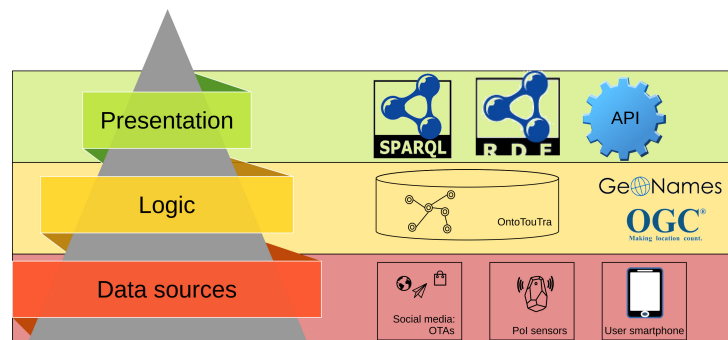 Presentation
SPARQL
RDF
API
Logic
OntoTouTra
GeoNames
OGC®
Making location count.
Data sources
Social media:
OTAs
PoI sensors
User smartphone